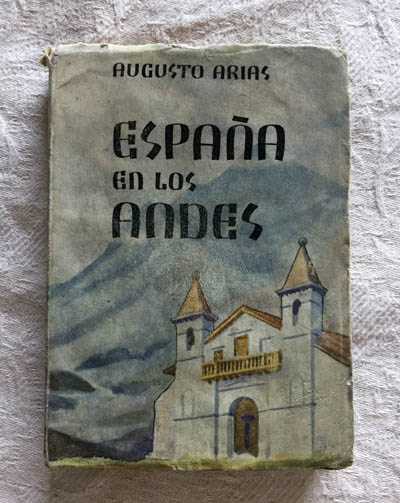 AUGUSTO ARIAS
ESPAÑA
EN LOS
ANDES